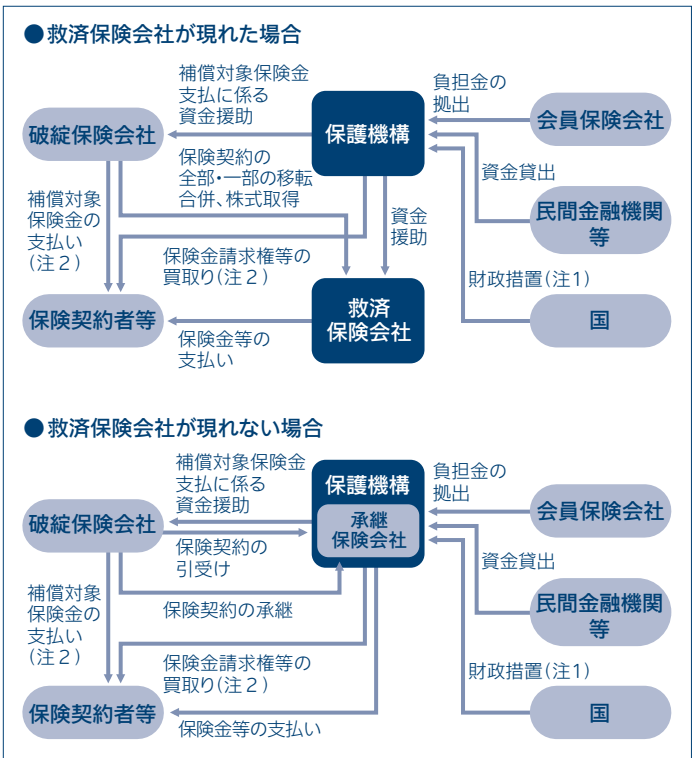 ●救済保険会社が現れた場合
補償対象保険金
支払に係る
資金援助
負担金の
拠出
破綻保険会社
保護機構
会員保険会社
保険契約の
全部・一部の移転
合併、株式取得
資金貸出
補償対象
保険金の
支払い
(注２)
資金
援助
民間金融機関
等
保険金請求権等の
買取り(注２)
財政措置(注1)
保険契約者等
救済
保険会社
国
保険金等の
支払い
●救済保険会社が現れない場合
補償対象保険金
支払に係る
資金援助
保護機構
承継
保険会社
負担金の
拠出
破綻保険会社
会員保険会社
保険契約の
引受け
資金貸出
補償対象
保険金の
支払い
(注２)
保険契約の承継
民間金融機関
等
保険金請求権等の
買取り(注２)
財政措置(注1)
保険契約者等
国
保険金等の支払い